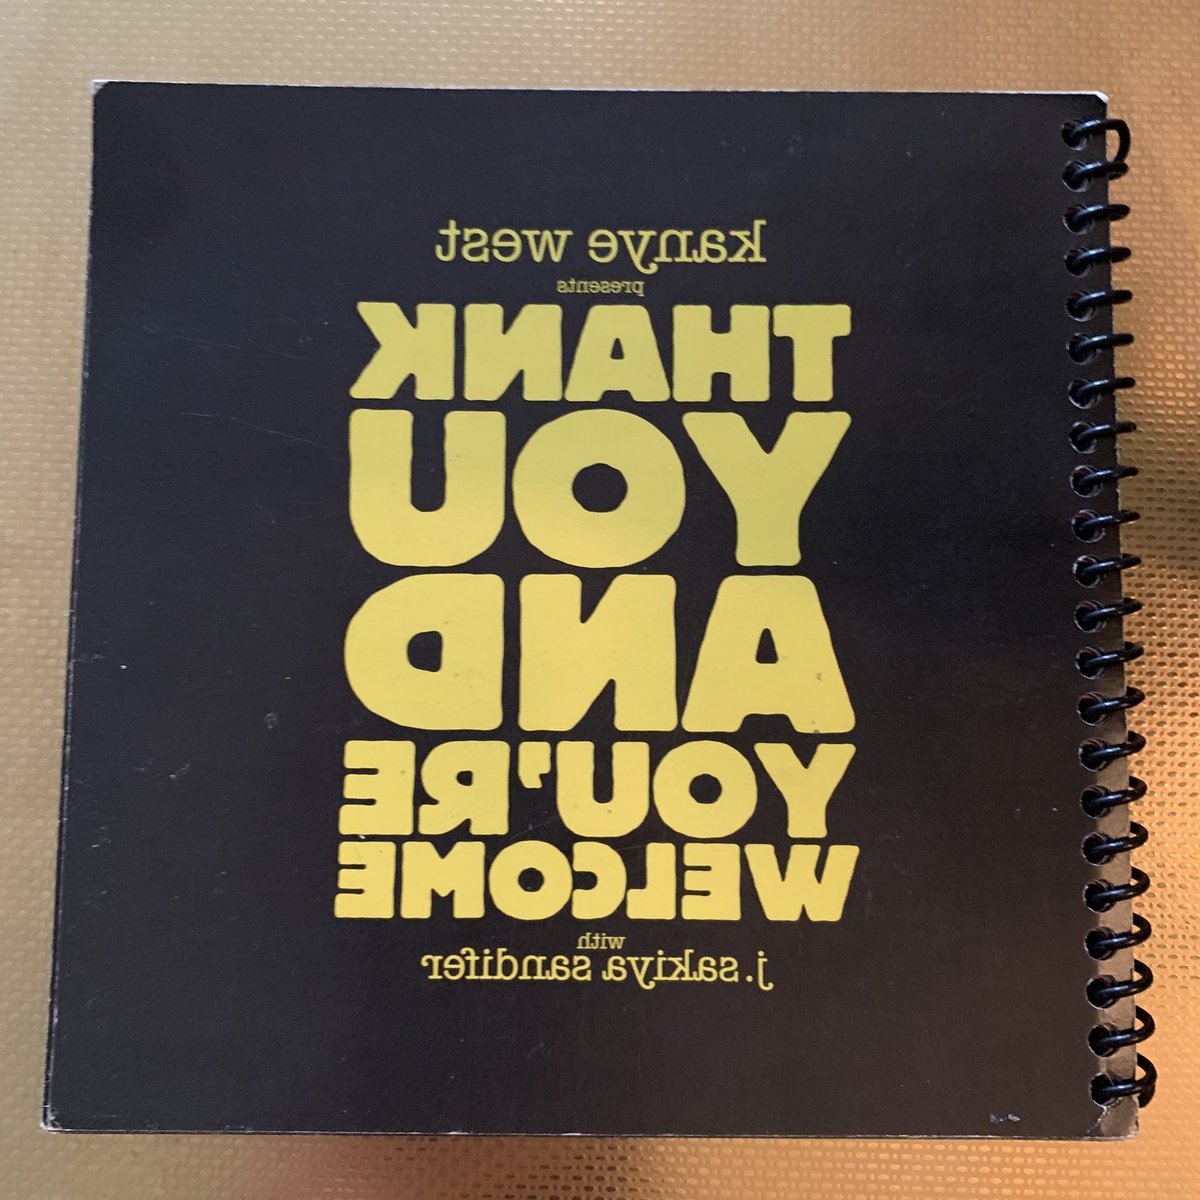 kanye west
presents
THANK
YOU
AND
YOU'RE
WELCOME
with
j.sakiya sandifer